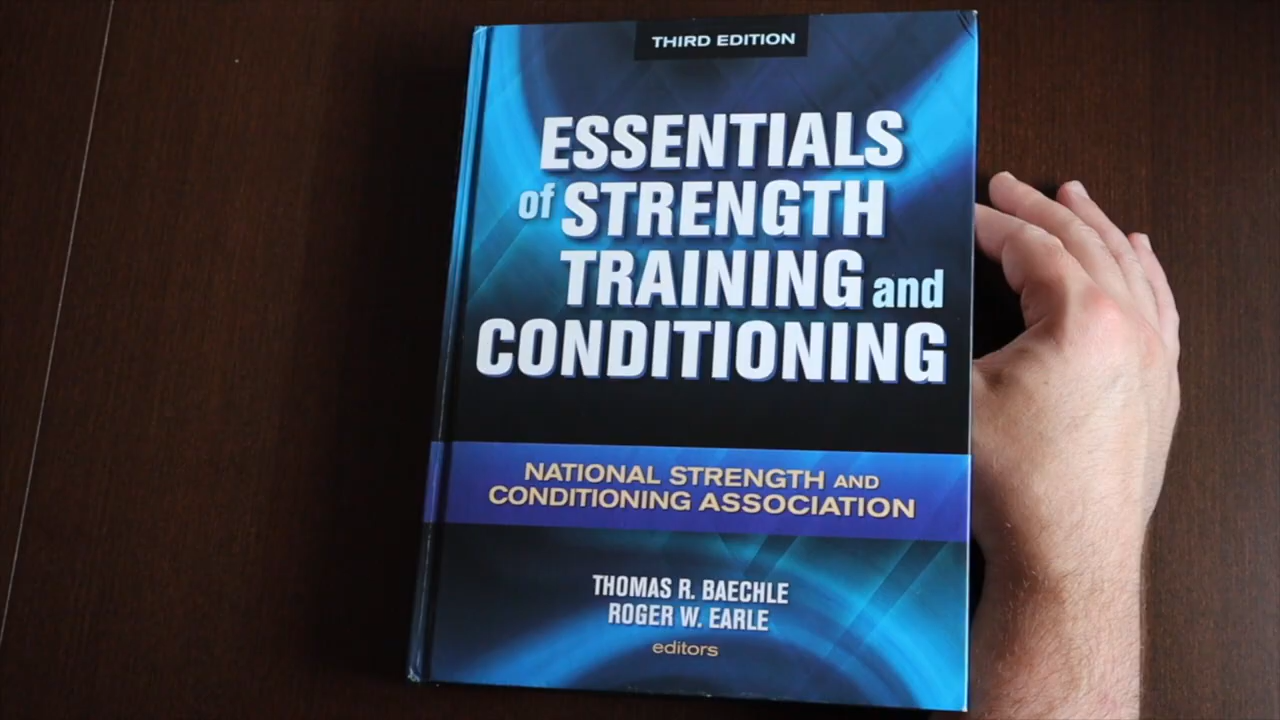 THIRD EDITION
ESSENTIALS
of STRENGTH
TRAINING and
CONDITIONING
NATIONAL STRENGTH AND
CONDITIONING ASSOCIATION
THOMAS R. BAECHLE
ROGER W. EARLE
editors